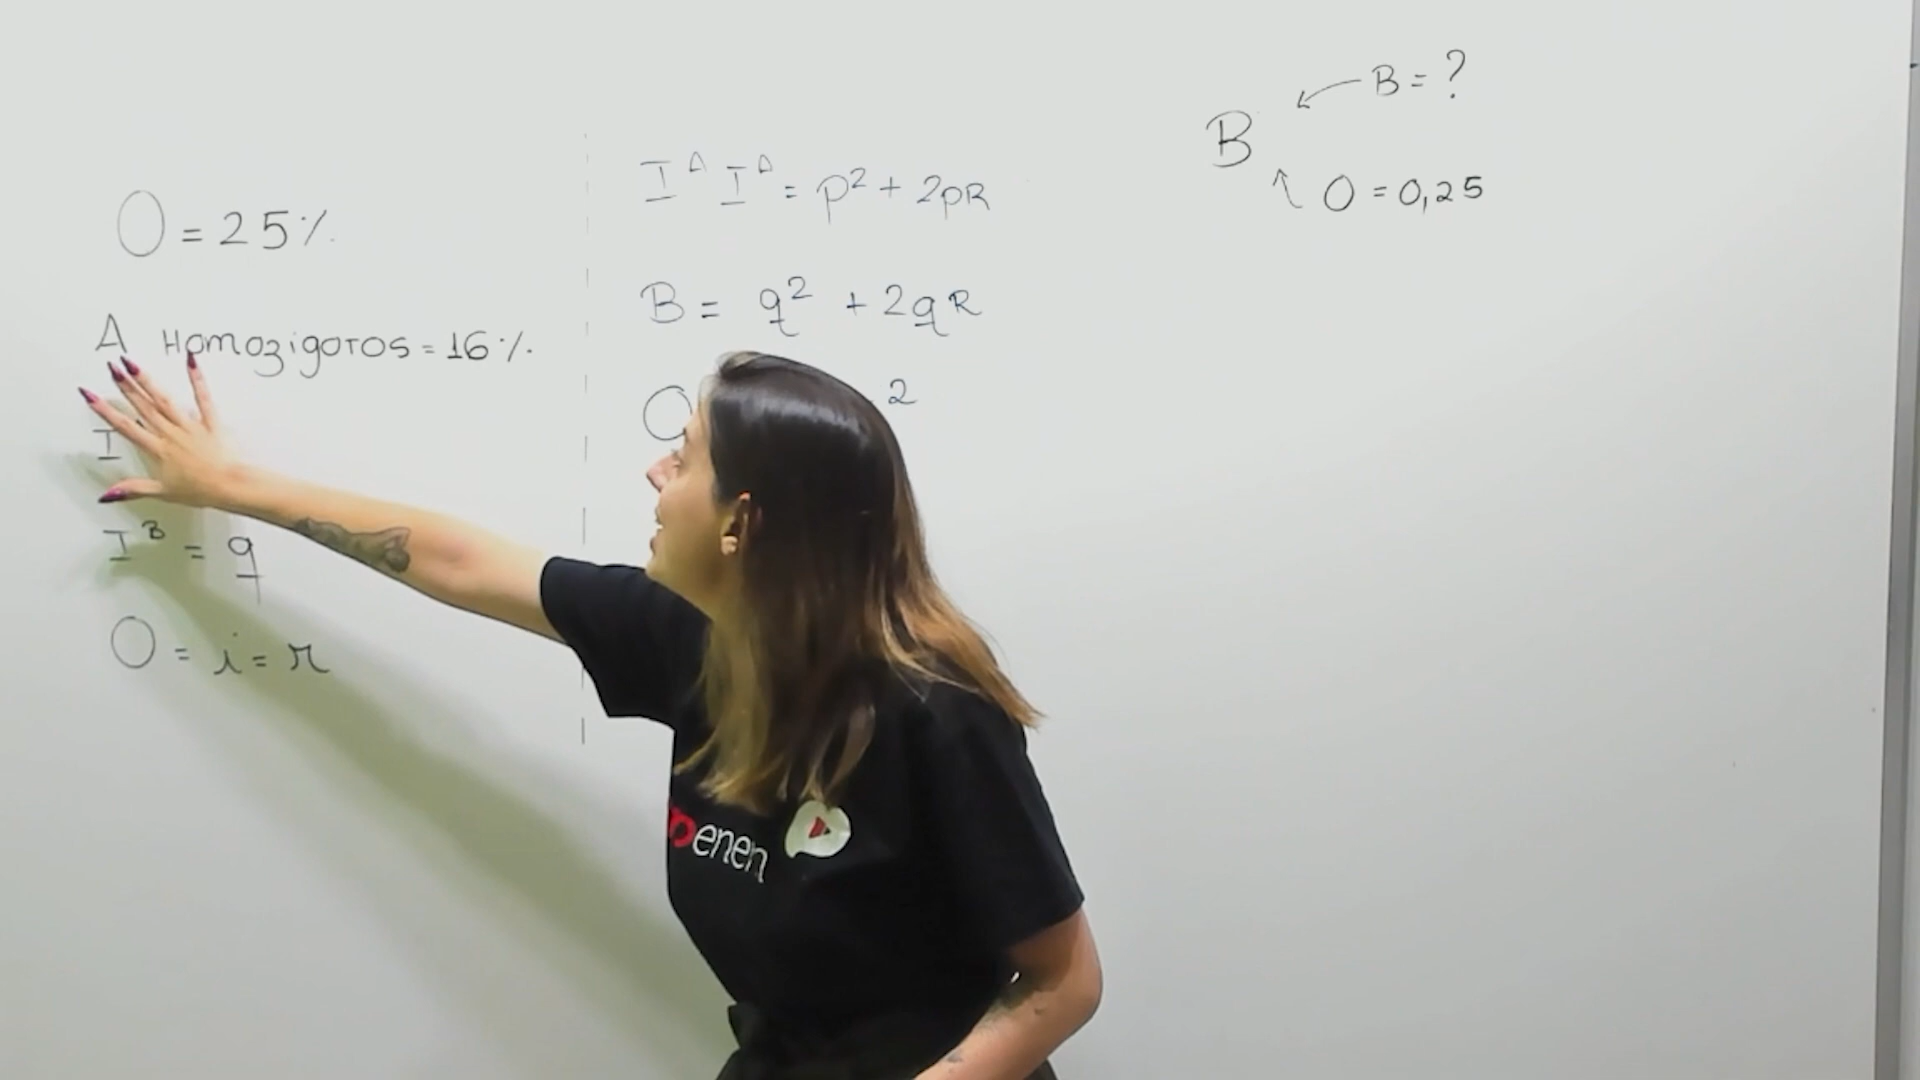 O = 25%
A Homozigotos = 16%
I
I^B = q
O = i = r
I^A I^A = p² + 2pR
B = q² + 2qR
O 2
B
B = ?
O = 0,25
enen